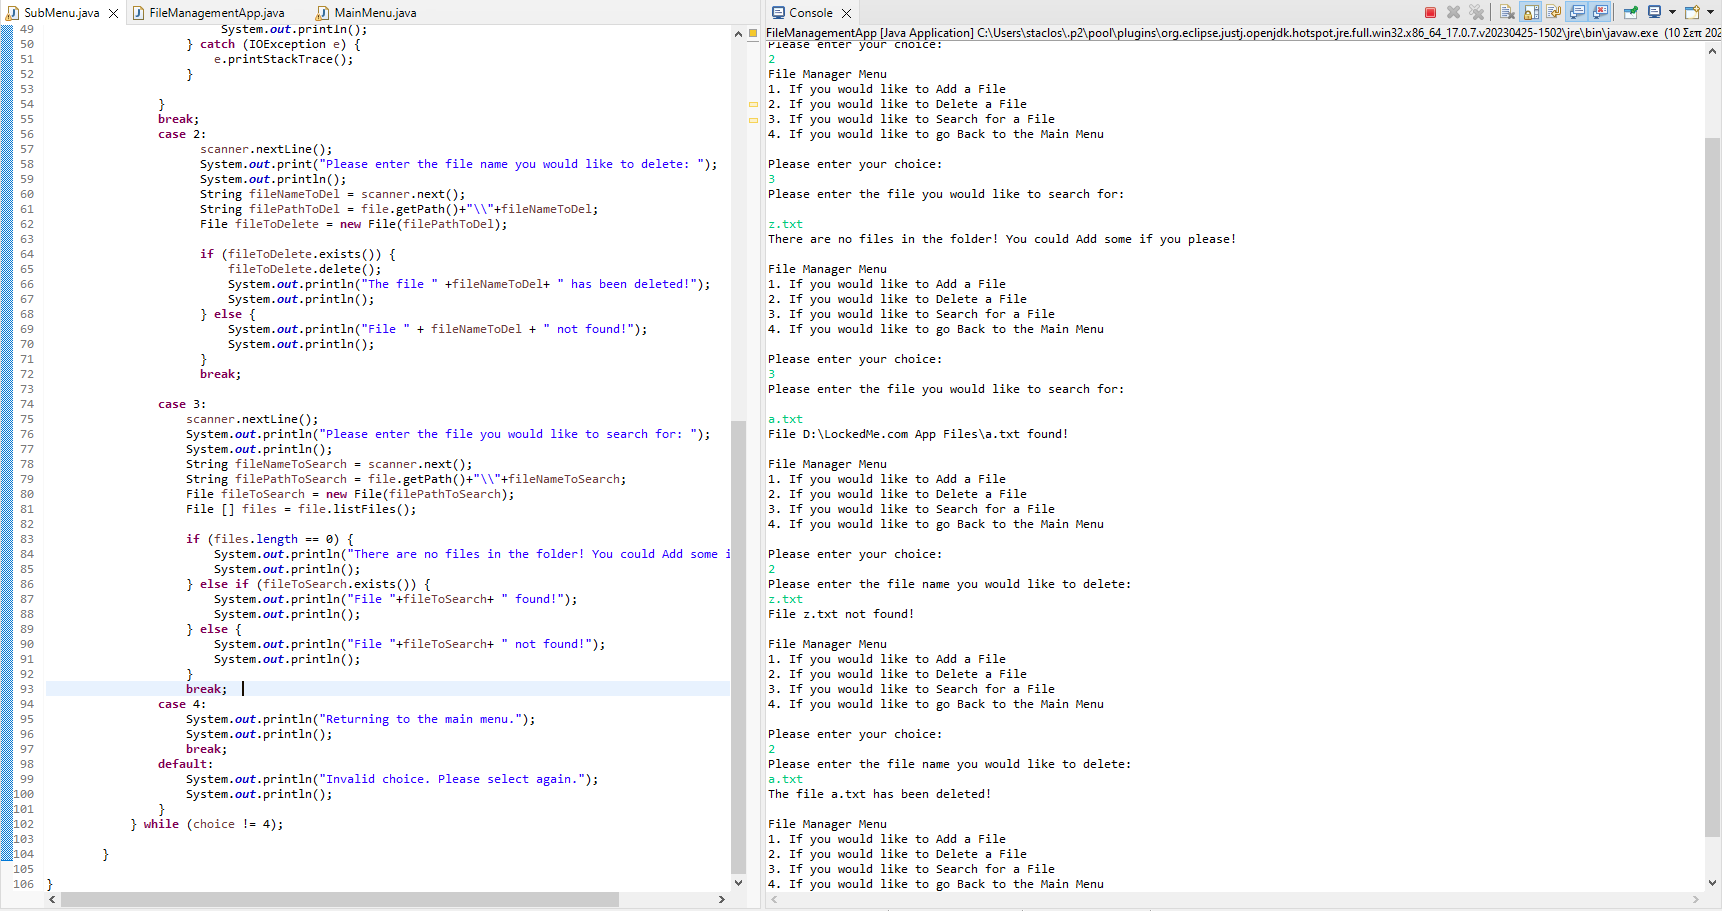 SubMenu.java
FileManagementApp.java
MainMenu.java
49 System.out.println();
50 } catch (IOException e) {
51 e.printStackTrace();
52 }
53
54 }
55 break;
56 case 2:
57 scanner.nextLine();
58 System.out.print("Please enter the file name you would like to delete: ");
59 System.out.println();
60 String fileNameToDel = scanner.next();
61 String filePathToDel = file.getPath()+"\\"+fileNameToDel;
62 File fileToDelete = new File(filePathToDel);
63
64 if (fileToDelete.exists()) {
65 fileToDelete.delete();
66 System.out.println("The file " +fileNameToDel+ " has been deleted!");
67 System.out.println();
68 } else {
69 System.out.println("File " + fileNameToDel + " not found!");
70 System.out.println();
71 }
72 break;
73
74 case 3:
75 scanner.nextLine();
76 System.out.println("Please enter the file you would like to search for: ");
77 System.out.println();
78 String fileNameToSearch = scanner.next();
79 String filePathToSearch = file.getPath()+"\\"+fileNameToSearch;
80 File fileToSearch = new File(filePathToSearch);
81 File [] files = file.listFiles();
82
83 if (files.length == 0) {
84 System.out.println("There are no files in the folder! You could Add some i
85 System.out.println();
86 } else if (fileToSearch.exists()) {
87 System.out.println("File "+fileToSearch+ " found!");
88 System.out.println();
89 } else {
90 System.out.println("File "+fileToSearch+ " not found!");
91 System.out.println();
92 }
93 break;
94 case 4:
95 System.out.println("Returning to the main menu.");
96 System.out.println();
97 break;
98 default:
99 System.out.println("Invalid choice. Please select again.");
100 System.out.println();
101 }
102 } while (choice != 4);
103
104 }
105
106 }
Console
FileManagementApp [Java Application] C:\Users\staclos\.p2\pool\plugins\org.eclipse.justj.openjdk.hotspot.jre.full.win32.x86_64_17.0.7.v20230425-1502\jre\bin\javaw.exe (10 Σεπ 202
Please enter your choice:
2
File Manager Menu
1. If you would like to Add a File
2. If you would like to Delete a File
3. If you would like to Search for a File
4. If you would like to go Back to the Main Menu
Please enter your choice:
3
Please enter the file you would like to search for:
z.txt
There are no files in the folder! You could Add some if you please!
File Manager Menu
1. If you would like to Add a File
2. If you would like to Delete a File
3. If you would like to Search for a File
4. If you would like to go Back to the Main Menu
Please enter your choice:
3
Please enter the file you would like to search for:
a.txt
File D:\LockedMe.com App Files\a.txt found!
File Manager Menu
1. If you would like to Add a File
2. If you would like to Delete a File
3. If you would like to Search for a File
4. If you would like to go Back to the Main Menu
Please enter your choice:
2
Please enter the file name you would like to delete:
z.txt
File z.txt not found!
File Manager Menu
1. If you would like to Add a File
2. If you would like to Delete a File
3. If you would like to Search for a File
4. If you would like to go Back to the Main Menu
Please enter your choice:
2
Please enter the file name you would like to delete:
a.txt
The file a.txt has been deleted!
File Manager Menu
1. If you would like to Add a File
2. If you would like to Delete a File
3. If you would like to Search for a File
4. If you would like to go Back to the Main Menu